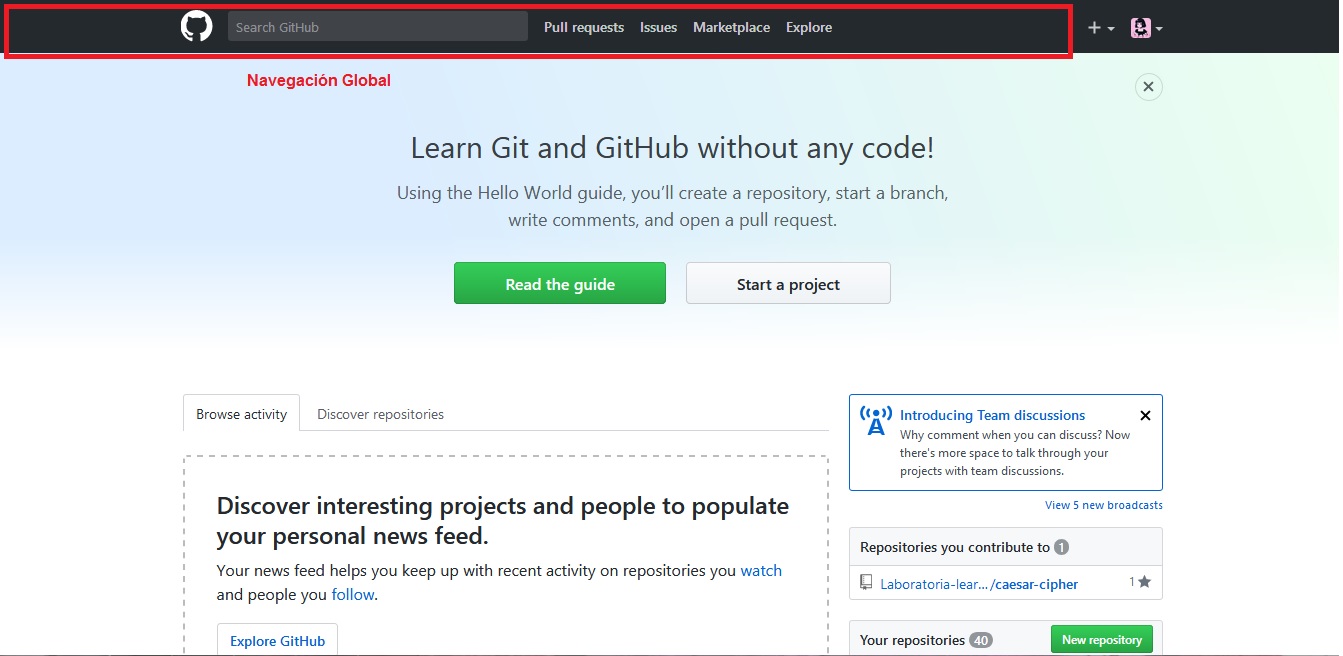 Search GitHub
Pull requests
Issues
Marketplace
Explore
Navegación Global
Learn Git and GitHub without any code!
Using the Hello World guide, you’ll create a repository, start a branch,
write comments, and open a pull request.
Read the guide
Start a project
Browse activity
Discover repositories
Discover interesting projects and people to populate
your personal news feed.
Your news feed helps you keep up with recent activity on repositories you watch
and people you follow.
Explore GitHub
Introducing Team discussions
Why comment when you can discuss? Now
there's more space to talk through your
projects with team discussions.
View 5 new broadcasts
Repositories you contribute to 1
Laboratoria-lear… /caesar-cipher 1
Your repositories 40
New repository